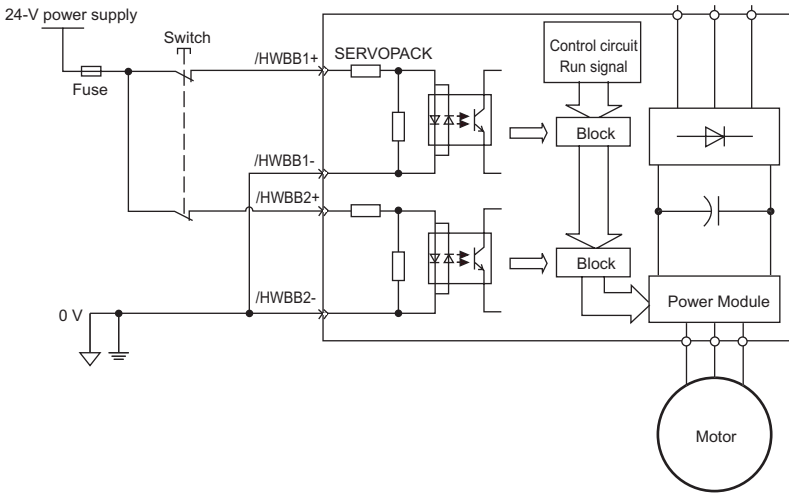 24-V power supply
Switch
Fuse
/HWBB1+
SERVOPACK
Control circuit
Run signal
Block
/HWBB1-
/HWBB2+
Block
/HWBB2-
0 V
Power Module
Motor